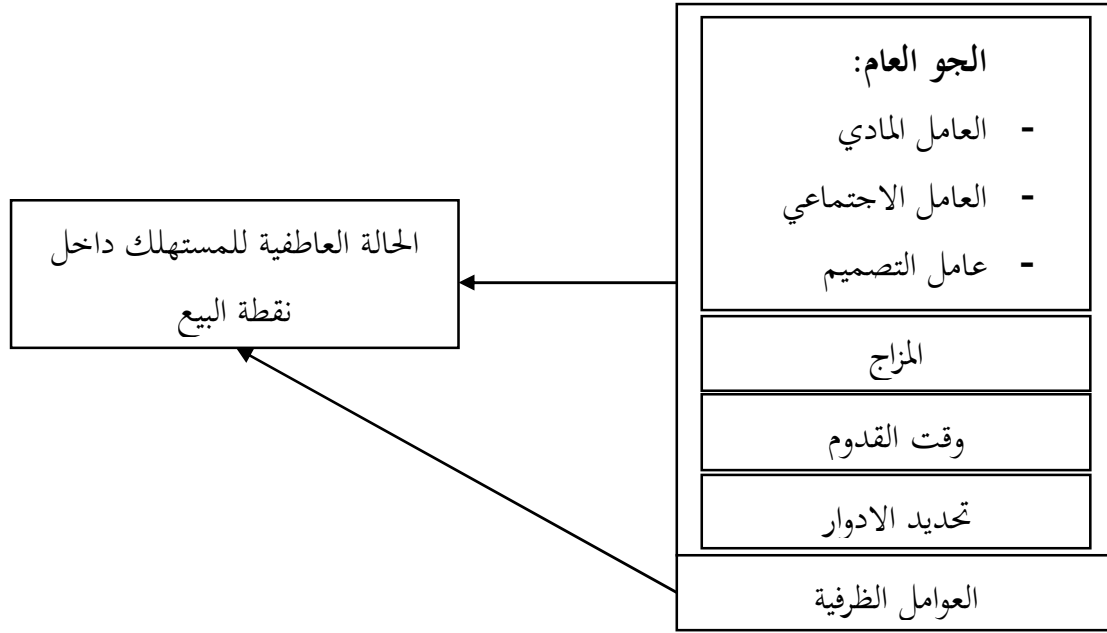 الجو العام:
- العامل المادي
- العامل الاجتماعي
- عامل التصميم
المزاج
وقت القدوم
تحديد الادوار
العوامل الظرفية
الحالة العاطفية للمستهلك داخل
نقطة البيع